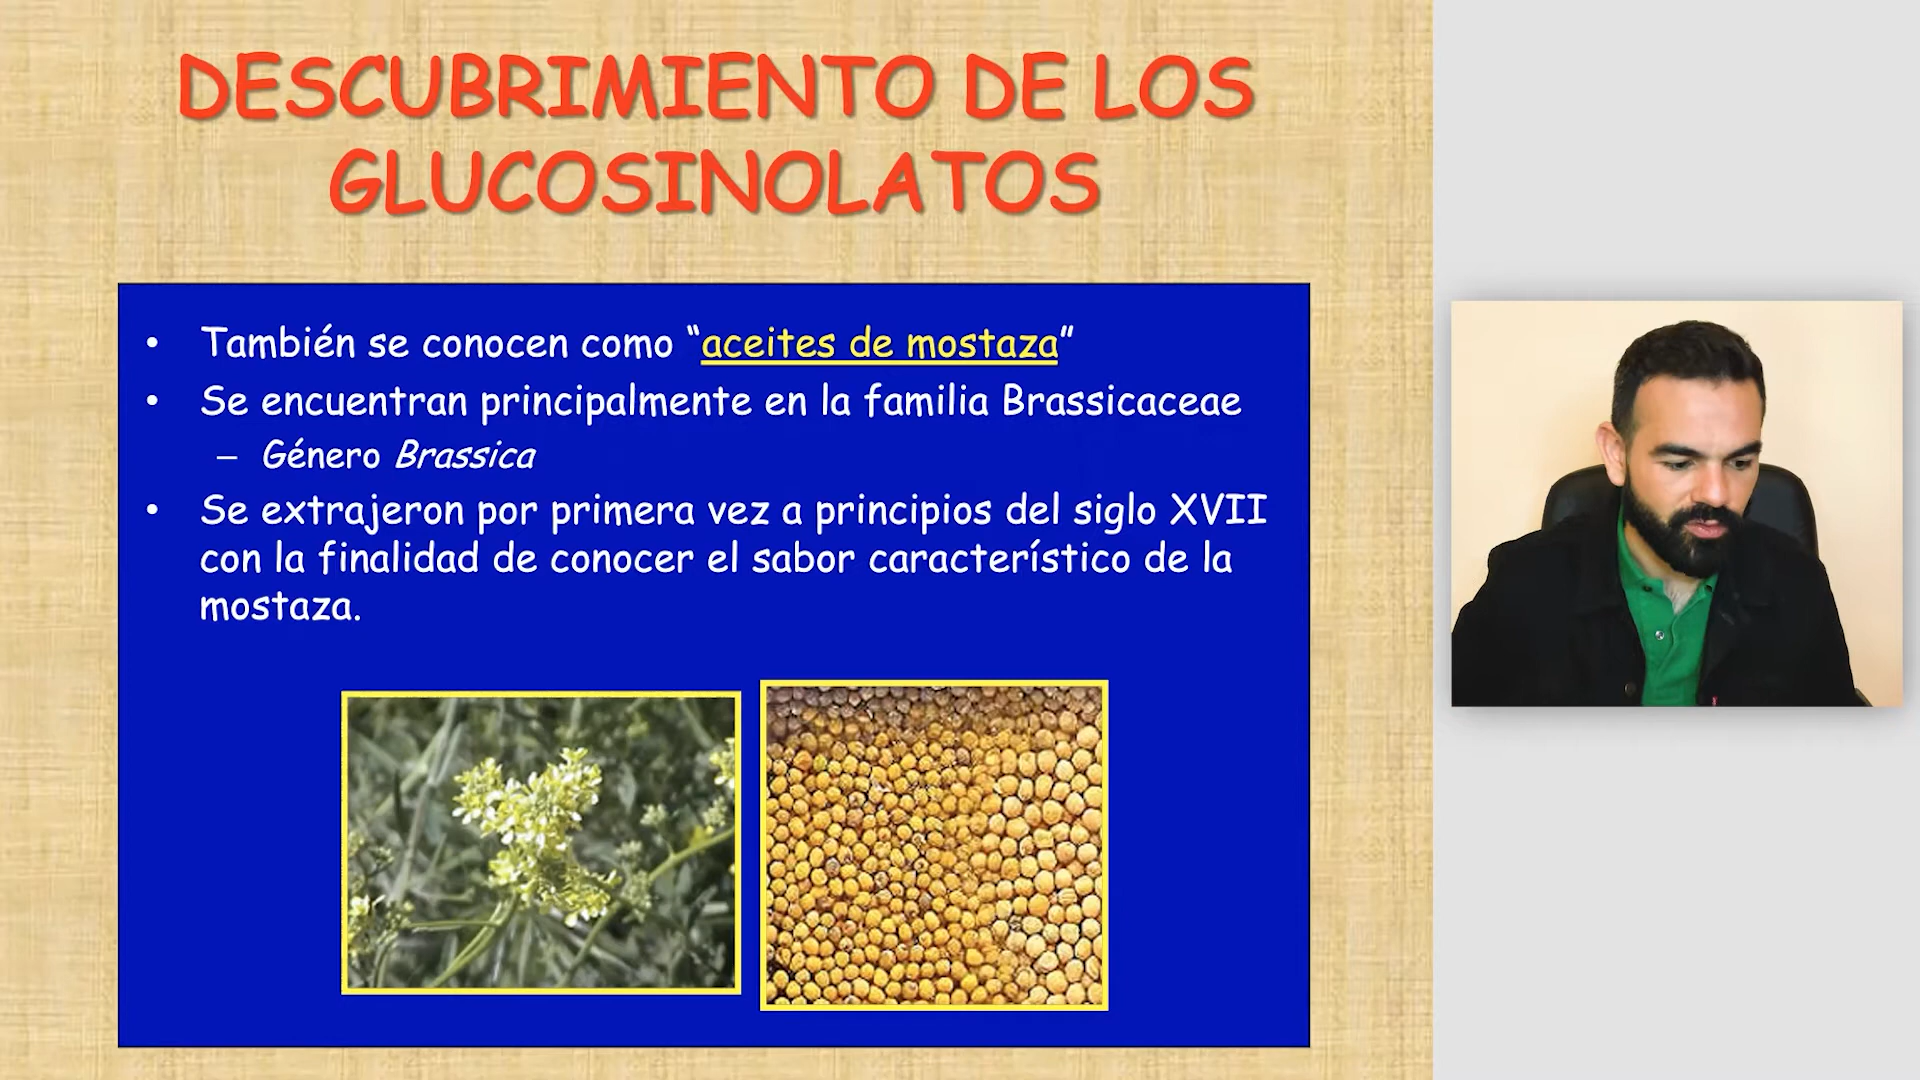 DESCUBRIMIENTO DE LOS
GLUCOSINOLATOS
• También se conocen como “aceites de mostaza”
• Se encuentran principalmente en la familia Brassicaceae
– Género Brassica
• Se extrajeron por primera vez a principios del siglo XVII
con la finalidad de conocer el sabor característico de la
mostaza.